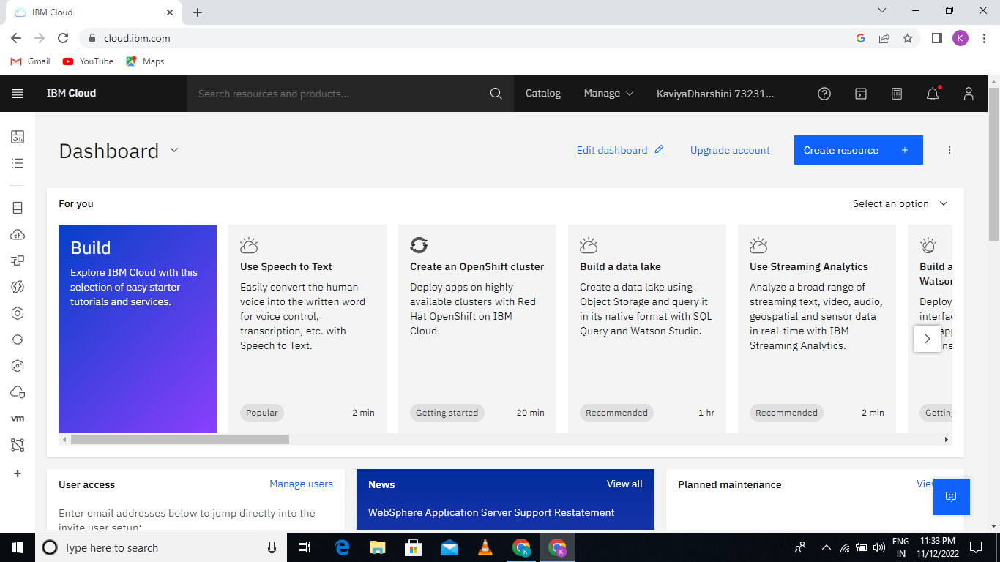 IBM Cloud
cloud.ibm.com
K
Gmail
YouTube
Maps
IBM Cloud
Search resources and products...
Catalog
Manage
KaviyaDharshini 73231...
Dashboard
Edit dashboard
Upgrade account
Create resource +
For you
Select an option
Build
Explore IBM Cloud with this
selection of easy starter
tutorials and services.
Use Speech to Text
Easily convert the human
voice into the written word
for voice control,
transcription, etc. with
Speech to Text.
Popular
2 min
Create an OpenShift cluster
Deploy apps on highly
available clusters with Red
Hat OpenShift on IBM
Cloud.
Getting started
20 min
Build a data lake
Create a data lake using
Object Storage and query it
in its native format with SQL
Query and Watson Studio.
Recommended
1 hr
Use Streaming Analytics
Analyze a broad range of
streaming text, video, audio,
geospatial and sensor data
in real-time with IBM
Streaming Analytics.
Recommended
2 min
Build a
Deploy
cf
vm
User access
Manage users
Enter email addresses below to jump directly into the
invite user setup:
News
View all
WebSphere Application Server Support Restatement
Planned maintenance
Type here to search
K
K
ENG
IN
11:33 PM
11/12/2022